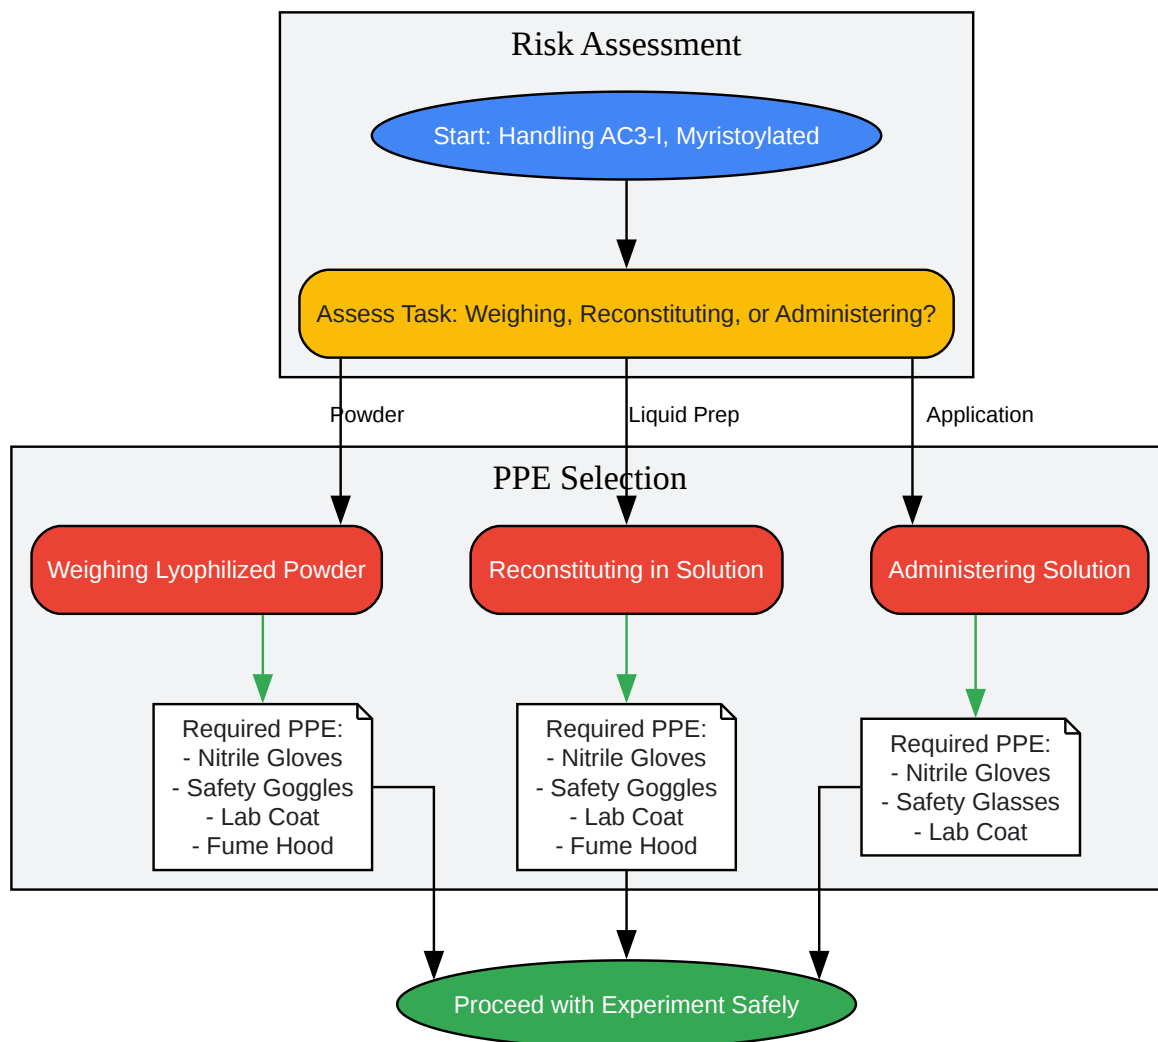 Risk Assessment
Start: Handling AC3-I, Myristoylated
Assess Task: Weighing, Reconstituting, or Administering?
Powder
Liquid Prep
Application
PPE Selection
Weighing Lyophilized Powder
Reconstituting in Solution
Administering Solution
Required PPE:
- Nitrile Gloves
- Safety Goggles
- Lab Coat
- Fume Hood
Required PPE:
- Nitrile Gloves
- Safety Goggles
- Lab Coat
- Fume Hood
Required PPE:
- Nitrile Gloves
- Safety Glasses
- Lab Coat
Proceed with Experiment Safely